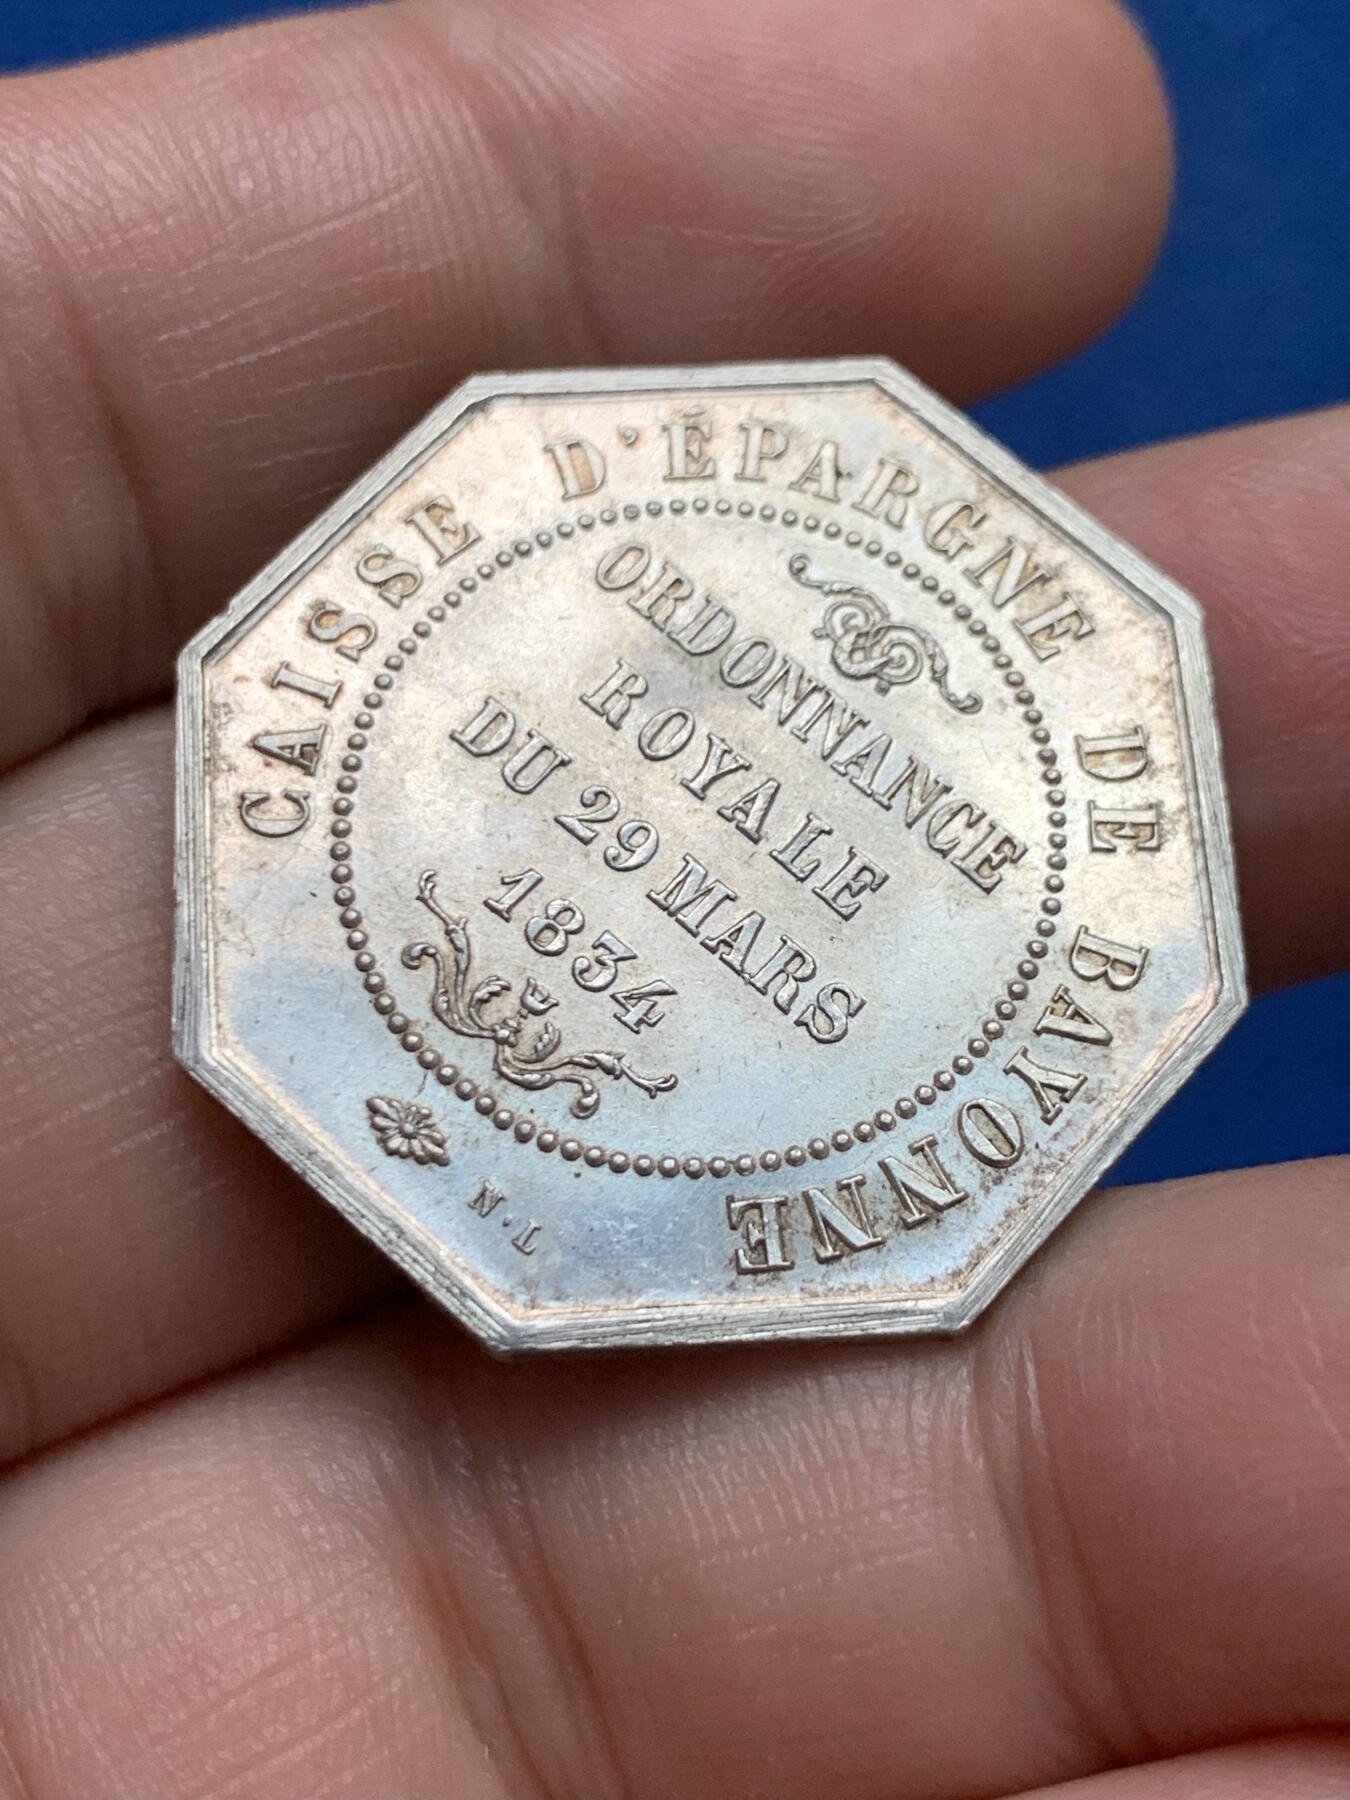 CAISSE D'ÉPARGNE DE BAYONNE
ORDONNANCE
ROYALE
DU 29 MARS
1834
N.L